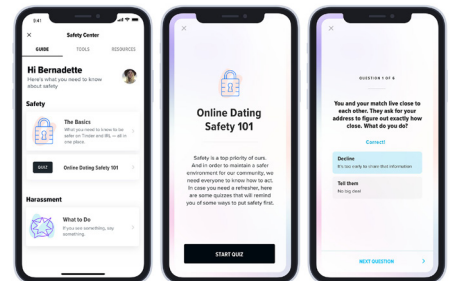 9:41
Safety Center
GUIDE TOOLS RESOURCES
Hi Bernadette
Here's what you need to know
about safety
Safety
The Basics
What you need to know to be
safer on Tinder and IRL — all in
one place.
QUIZ Online Dating Safety 101
Harassment
What to Do
If you see something, say
something.
Online Dating
Safety 101
Safety is a top priority of ours.
And in order to maintain a safer
environment for our community, we
need everyone to know how to act.
In case you need a refresher, here
are some quizzes that will remind
you of some ways to put safety first.
START QUIZ
QUESTION 1 OF 6
You and your match live close to
each other. They ask for your
address to figure out exactly how
close. What do you do?
Correct!
Decline
It's too early to share that information
Tell them
No big deal
NEXT QUESTION